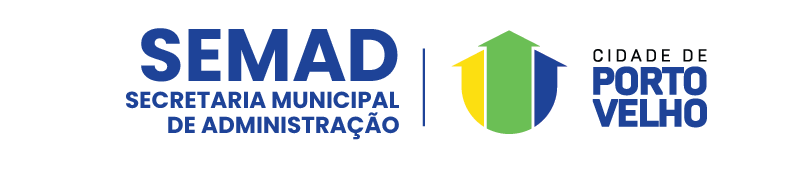 SEMAD
SECRETARIA MUNICIPAL
DE ADMINISTRAÇÃO
CIDADE DE
PORTO
VELHO